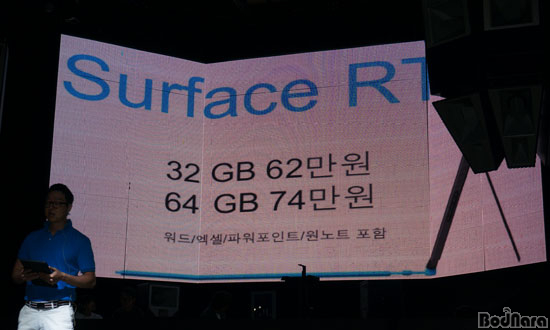 Surface RT
32 GB 62만원
64 GB 74만원
워드/엑셀/파워포인트/원노트 포함
BodNara